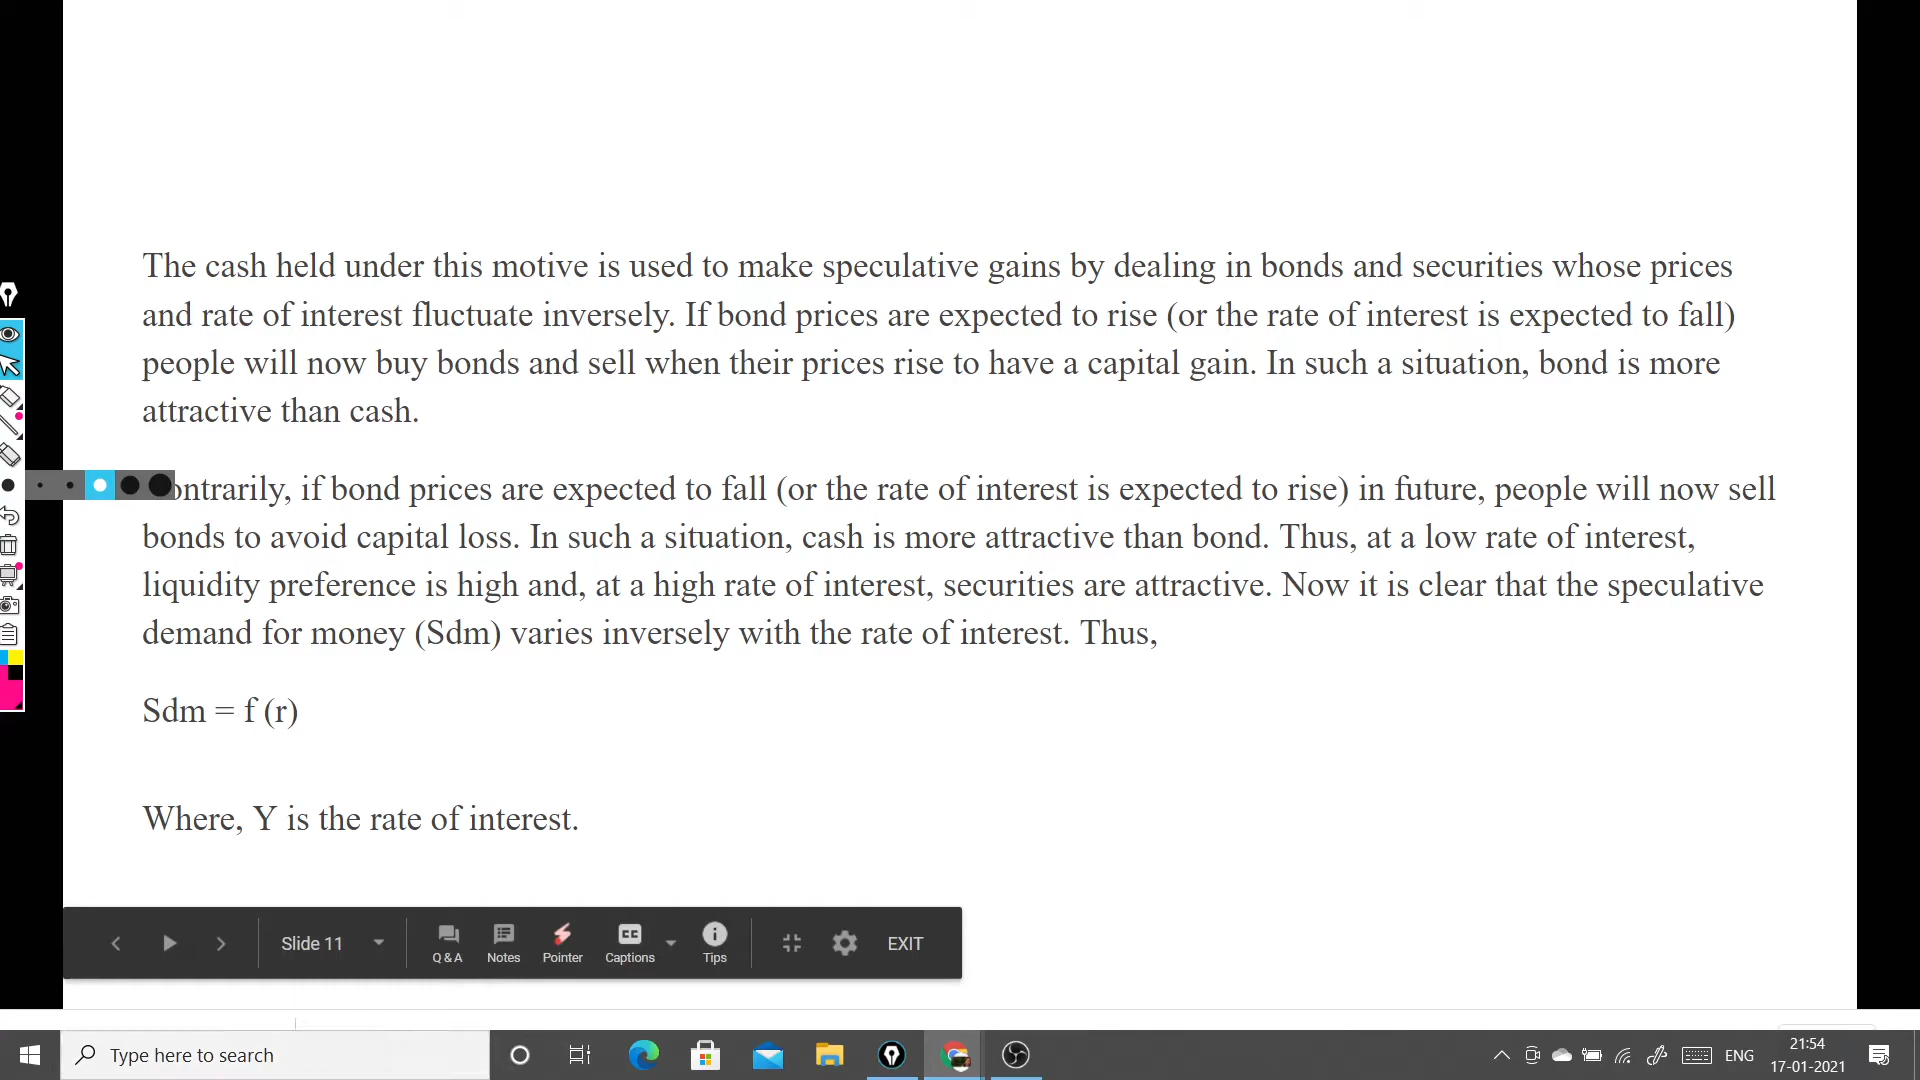 The cash held under this motive is used to make speculative gains by dealing in bonds and securities whose prices
and rate of interest fluctuate inversely. If bond prices are expected to rise (or the rate of interest is expected to fall)
people will now buy bonds and sell when their prices rise to have a capital gain. In such a situation, bond is more
attractive than cash.
ontrarily, if bond prices are expected to fall (or the rate of interest is expected to rise) in future, people will now sell
bonds to avoid capital loss. In such a situation, cash is more attractive than bond. Thus, at a low rate of interest,
liquidity preference is high and, at a high rate of interest, securities are attractive. Now it is clear that the speculative
demand for money (Sdm) varies inversely with the rate of interest. Thus,
Sdm = f (r)
Where, Y is the rate of interest.
Slide 11 Q & A Notes Pointer CC Captions Tips EXIT
Type here to search ENG 21:54
17-01-2021